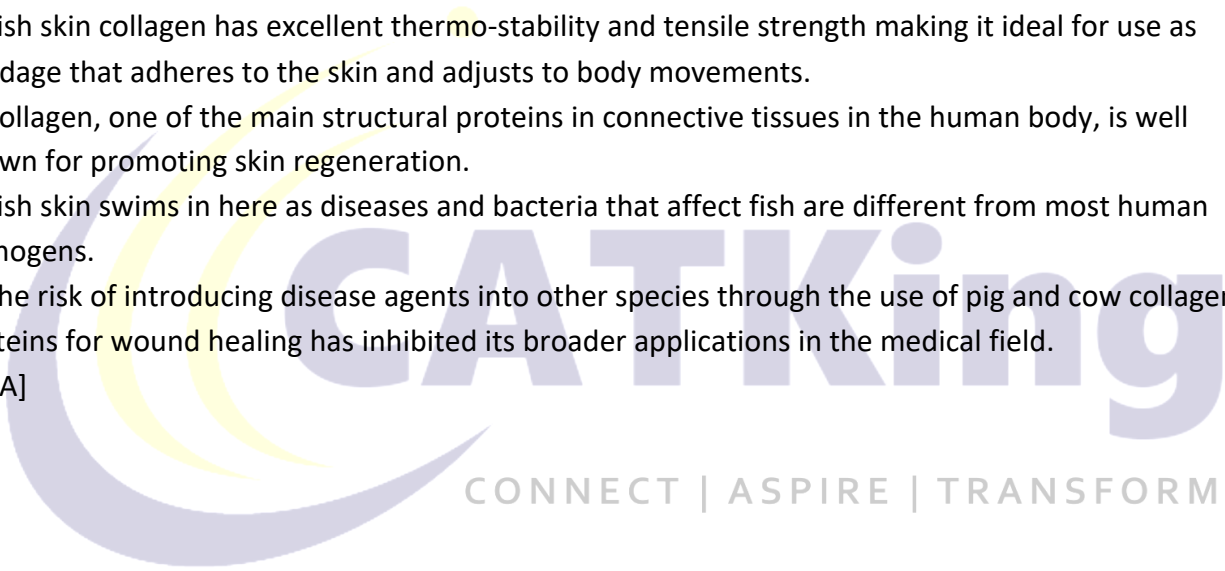 ish skin collagen has excellent thermo-stability and tensile strength making it ideal for use as
dage that adheres to the skin and adjusts to body movements.
ollagen, one of the main structural proteins in connective tissues in the human body, is well
wn for promoting skin regeneration.
ish skin swims in here as diseases and bacteria that affect fish are different from most human
hogens.
he risk of introducing disease agents into other species through the use of pig and cow collagen
teins for wound healing has inhibited its broader applications in the medical field.
A]
CATKing
CONNECT | ASPIRE | TRANSFORM